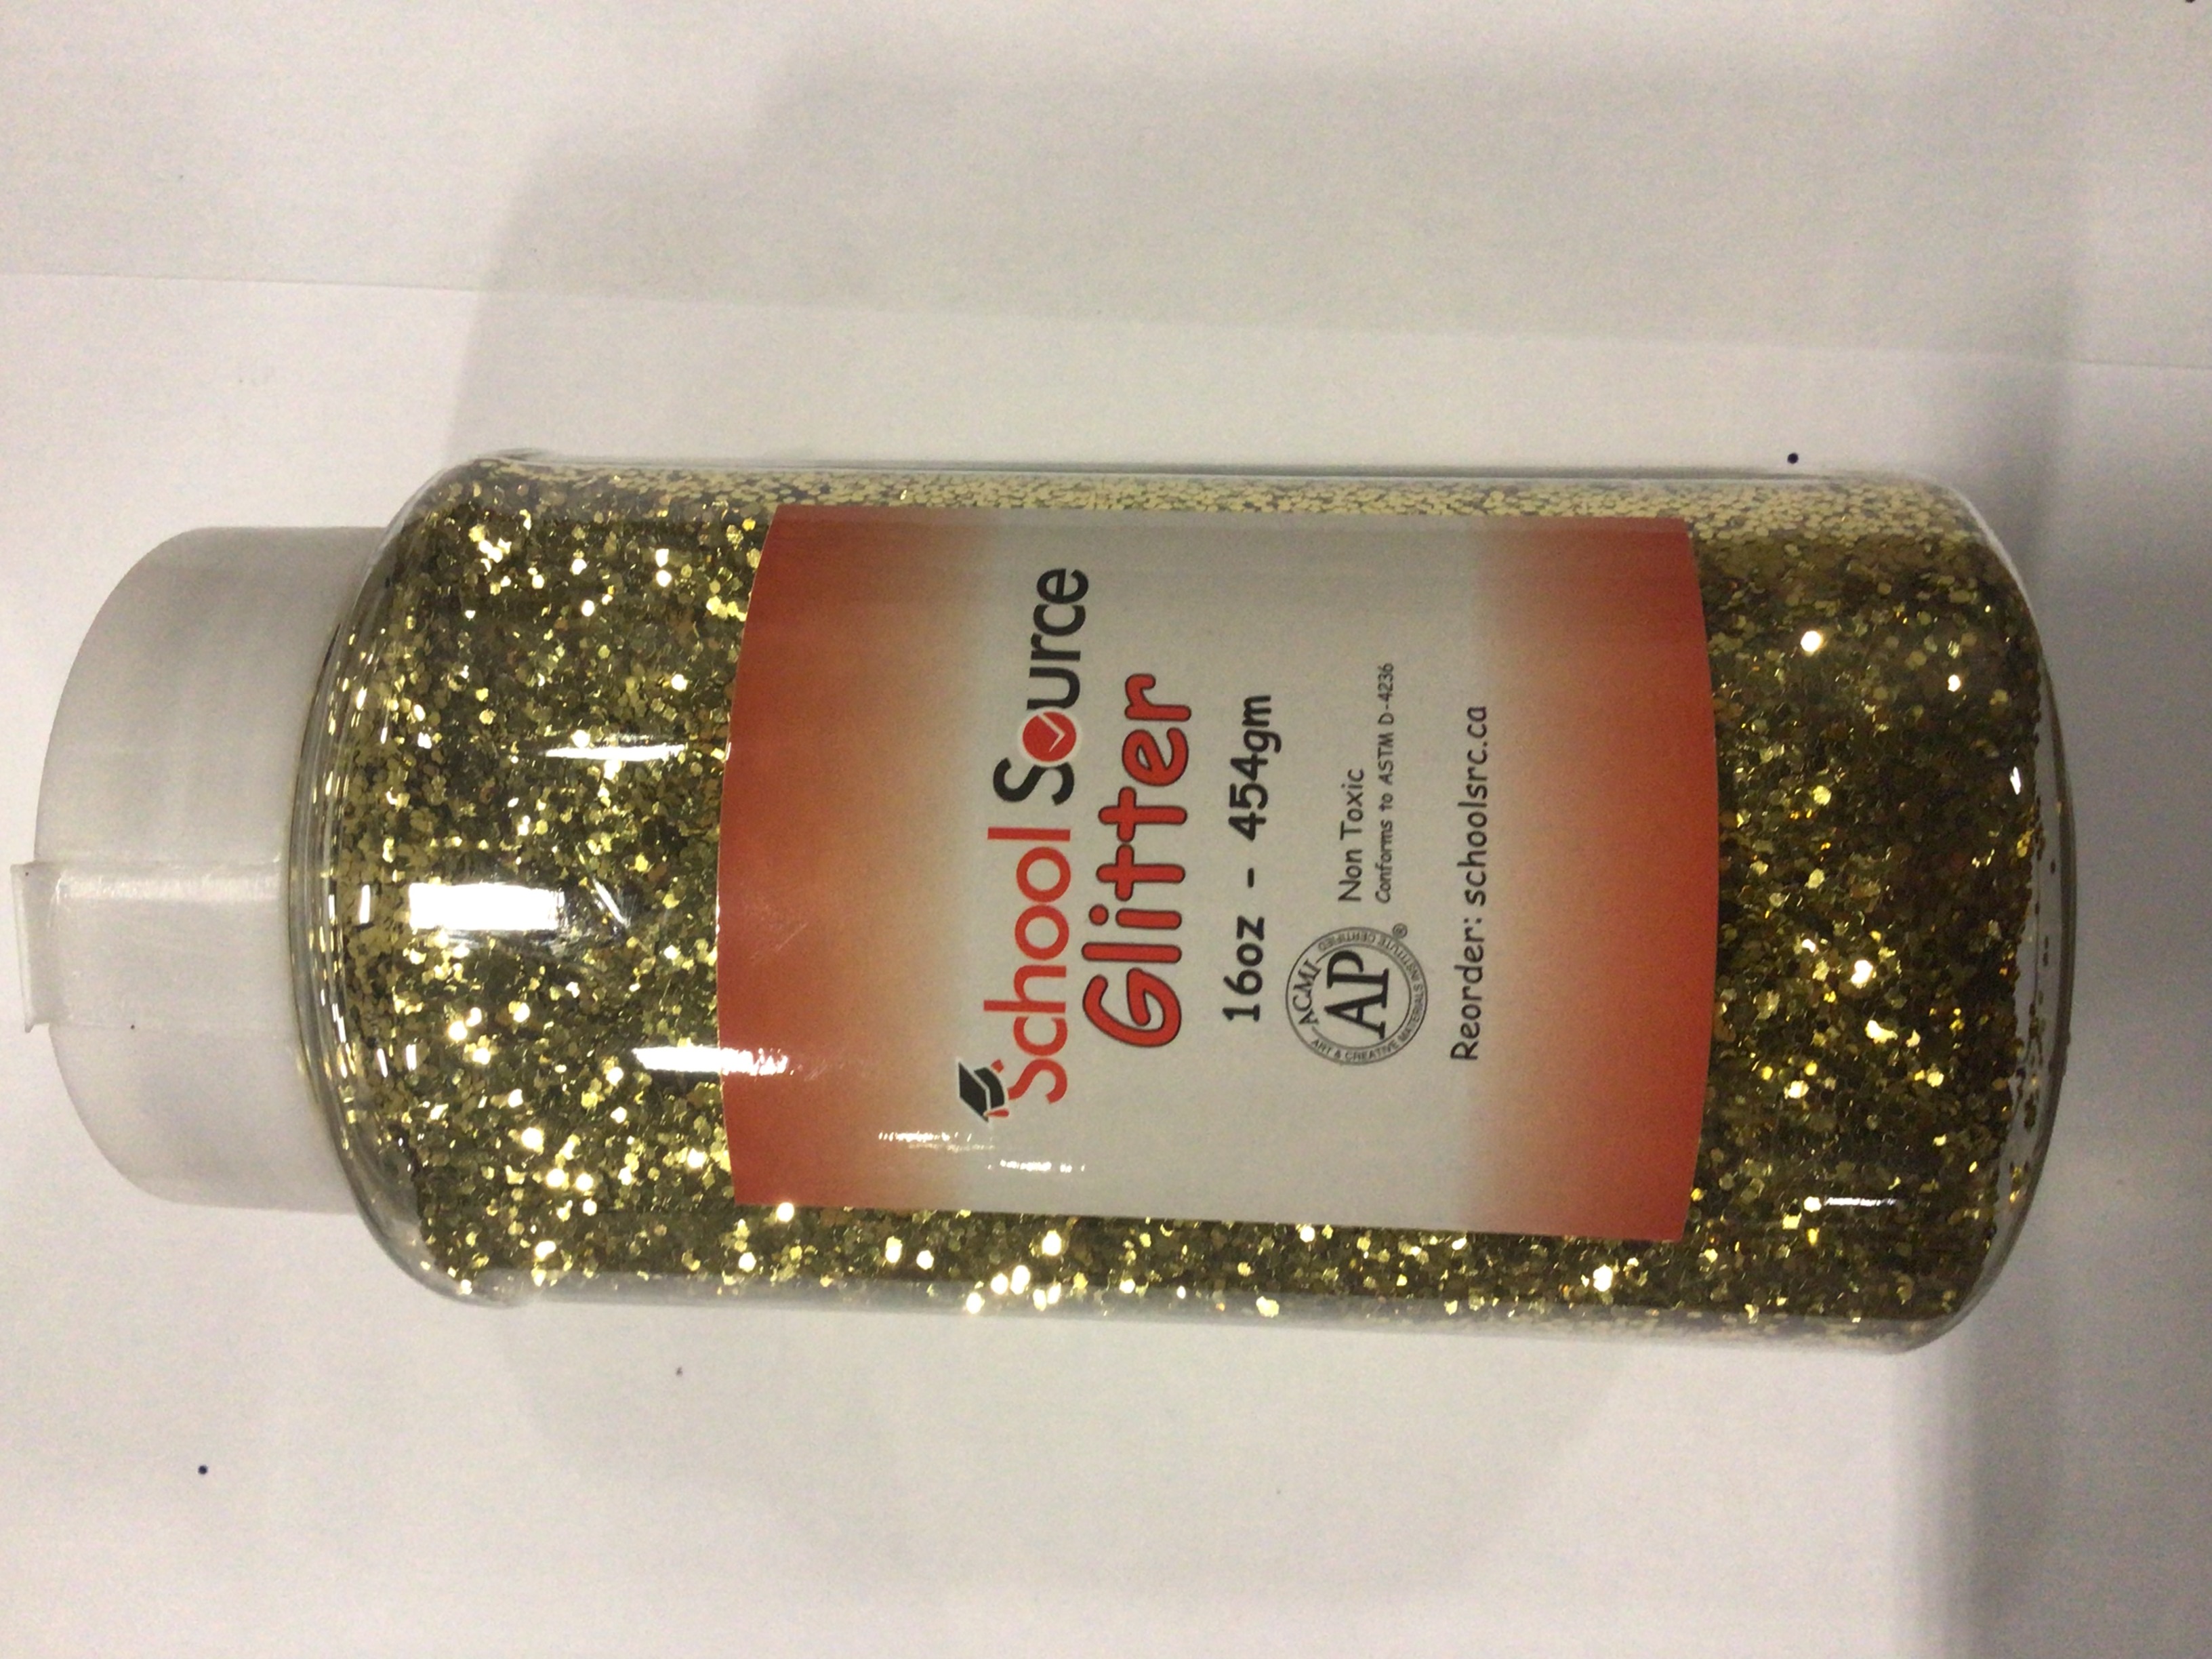 School Source
Glitter
16oz - 454gm
ACMI
AP
ART & CREATIVE MATERIALS INSTITUTE CERTIFIED
®
Non Toxic
Conforms to ASTM D-4236
Reorder: schoolsrc.ca